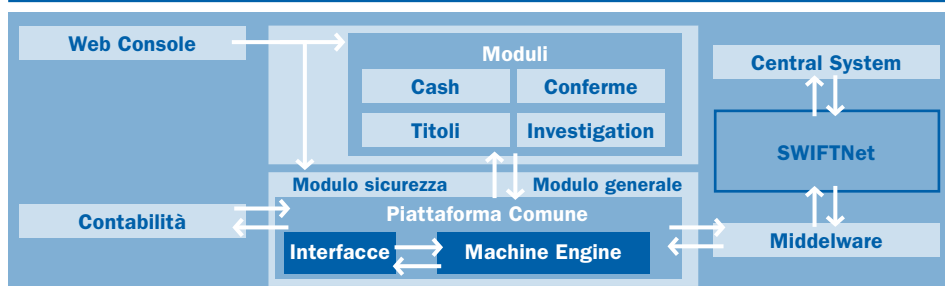 Web Console
Moduli
Central System
Cash
Conferme
Titoli
Investigation
SWIFTNet
Modulo sicurezza
Modulo generale
Contabilità
Piattaforma Comune
Middelware
Interfacce
Machine Engine